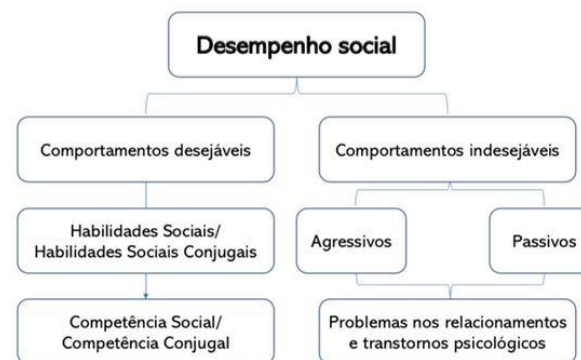 Desempenho social
Comportamentos desejáveis
Comportamentos indesejáveis
Habilidades Sociais/
Habilidades Sociais Conjugais
Agressivos
Passivos
Competência Social/
Competência Conjugal
Problemas nos relacionamentos
e transtornos psicológicos